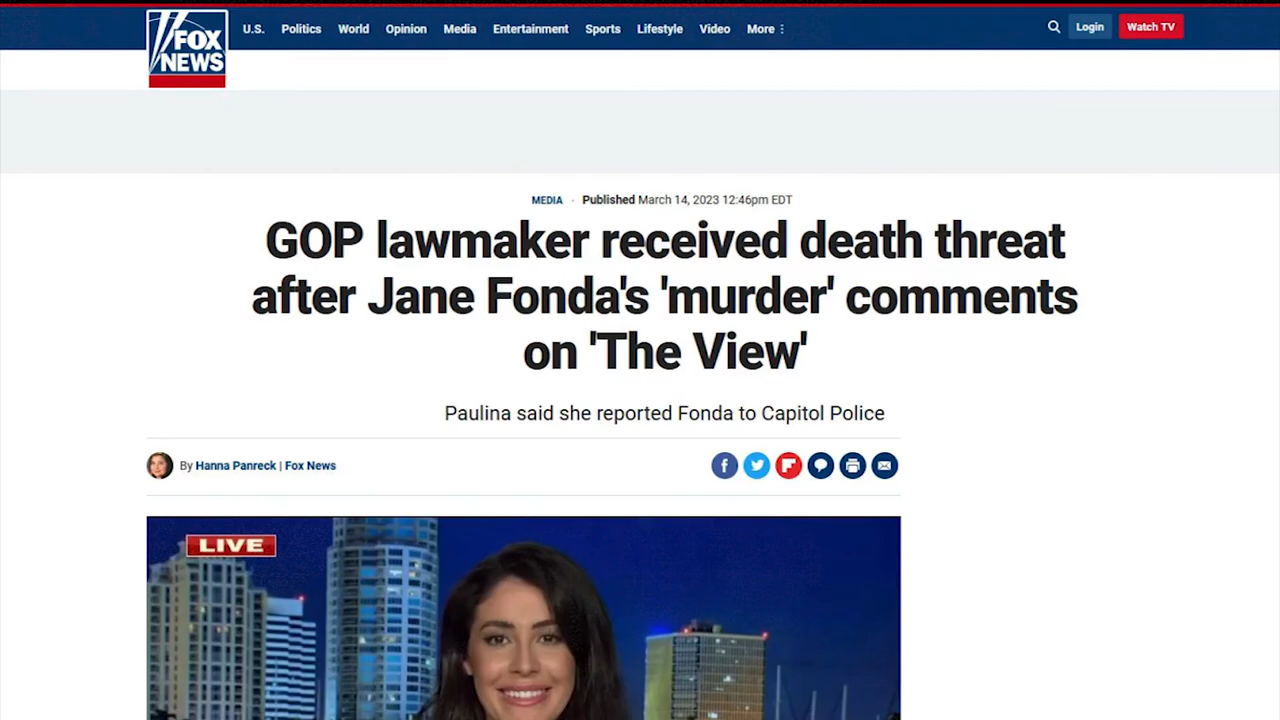 FOX
NEWS
U.S. Politics World Opinion Media Entertainment Sports Lifestyle Video More Login Watch TV
MEDIA · Published March 14, 2023 12:46pm EDT
GOP lawmaker received death threat
after Jane Fonda's 'murder' comments
on 'The View'
Paulina said she reported Fonda to Capitol Police
By Hanna Panreck | Fox News
LIVE